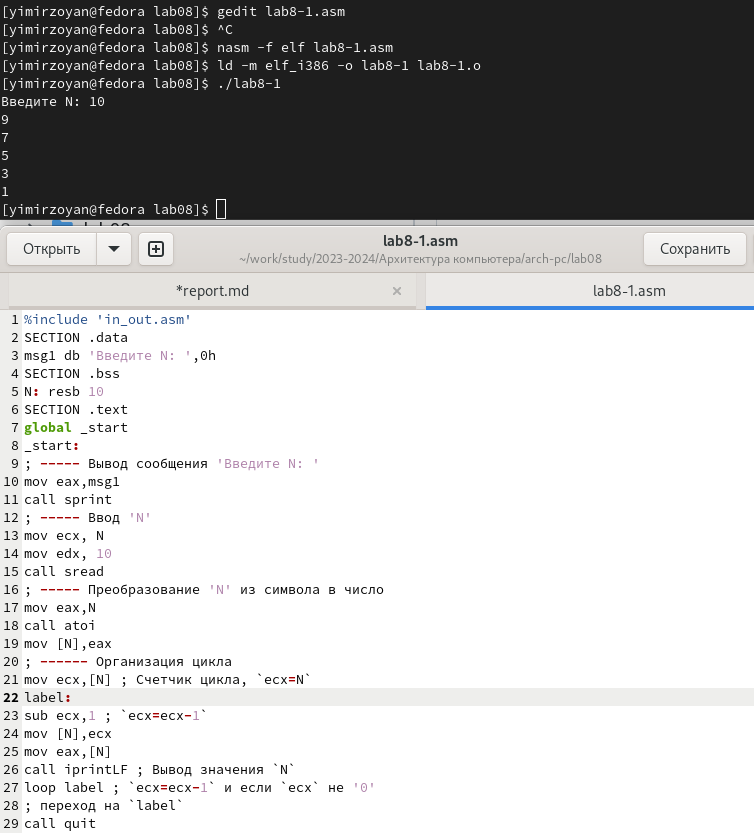 [yimirzoyan@fedora lab08]$ gedit lab8-1.asm
[yimirzoyan@fedora lab08]$ ^C
[yimirzoyan@fedora lab08]$ nasm -f elf lab8-1.asm
[yimirzoyan@fedora lab08]$ ld -m elf_i386 -o lab8-1 lab8-1.o
[yimirzoyan@fedora lab08]$ ./lab8-1
Введите N: 10
9
7
5
3
1
[yimirzoyan@fedora lab08]$
Открыть
lab8-1.asm
~/work/study/2023-2024/Архитектура компьютера/arch-pc/lab08
Сохранить
*report.md × lab8-1.asm
1 %include 'in_out.asm'
2 SECTION .data
3 msg1 db 'Введите N: ',0h
4 SECTION .bss
5 N: resb 10
6 SECTION .text
7 global _start
8 _start:
9 ; ----- Вывод сообщения 'Введите N: '
10 mov eax,msg1
11 call sprint
12 ; ----- Ввод 'N'
13 mov ecx, N
14 mov edx, 10
15 call sread
16 ; ----- Преобразование 'N' из символа в число
17 mov eax,N
18 call atoi
19 mov [N],eax
20 ; ------ Организация цикла
21 mov ecx,[N] ; Счетчик цикла, `ecx=N`
22 label:
23 sub ecx,1 ; `ecx=ecx-1`
24 mov [N],ecx
25 mov eax,[N]
26 call iprintLF ; Вывод значения `N`
27 loop label ; `ecx=ecx-1` и если `ecx` не '0'
28 ; переход на `label`
29 call quit